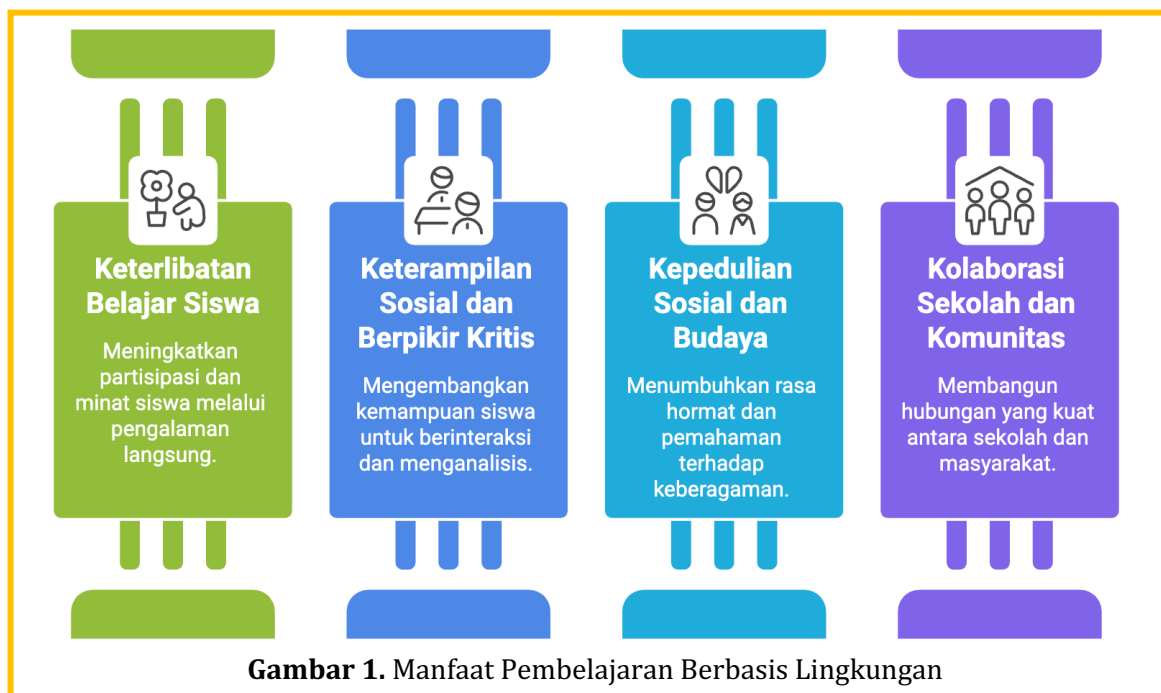 Keterlibatan
Belajar Siswa
Meningkatkan
partisipasi dan
minat siswa melalui
pengalaman
langsung.
Keterampilan
Sosial dan
Berpikir Kritis
Mengembangkan
kemampuan siswa
untuk berinteraksi
dan menganalisis.
Kepedulian
Sosial dan
Budaya
Menumbuhkan rasa
hormat dan
pemahaman
terhadap
keberagaman.
Kolaborasi
Sekolah dan
Komunitas
Membangun
hubungan yang kuat
antara sekolah dan
masyarakat.
Gambar 1. Manfaat Pembelajaran Berbasis Lingkungan